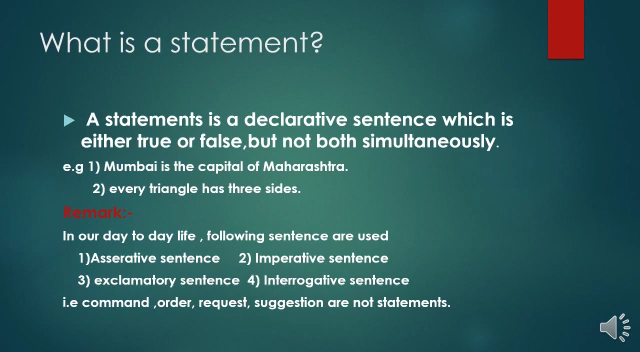 What is a statement?
A statements is a declarative sentence which is
either true or false,but not both simultaneously.
e.g 1) Mumbai is the capital of Maharashtra.
2) every triangle has three sides.
Remark:-
In our day to day life , following sentence are used
1)Asserative sentence 2) Imperative sentence
3) exclamatory sentence 4) Interrogative sentence
i.e command ,order, request, suggestion are not statements.